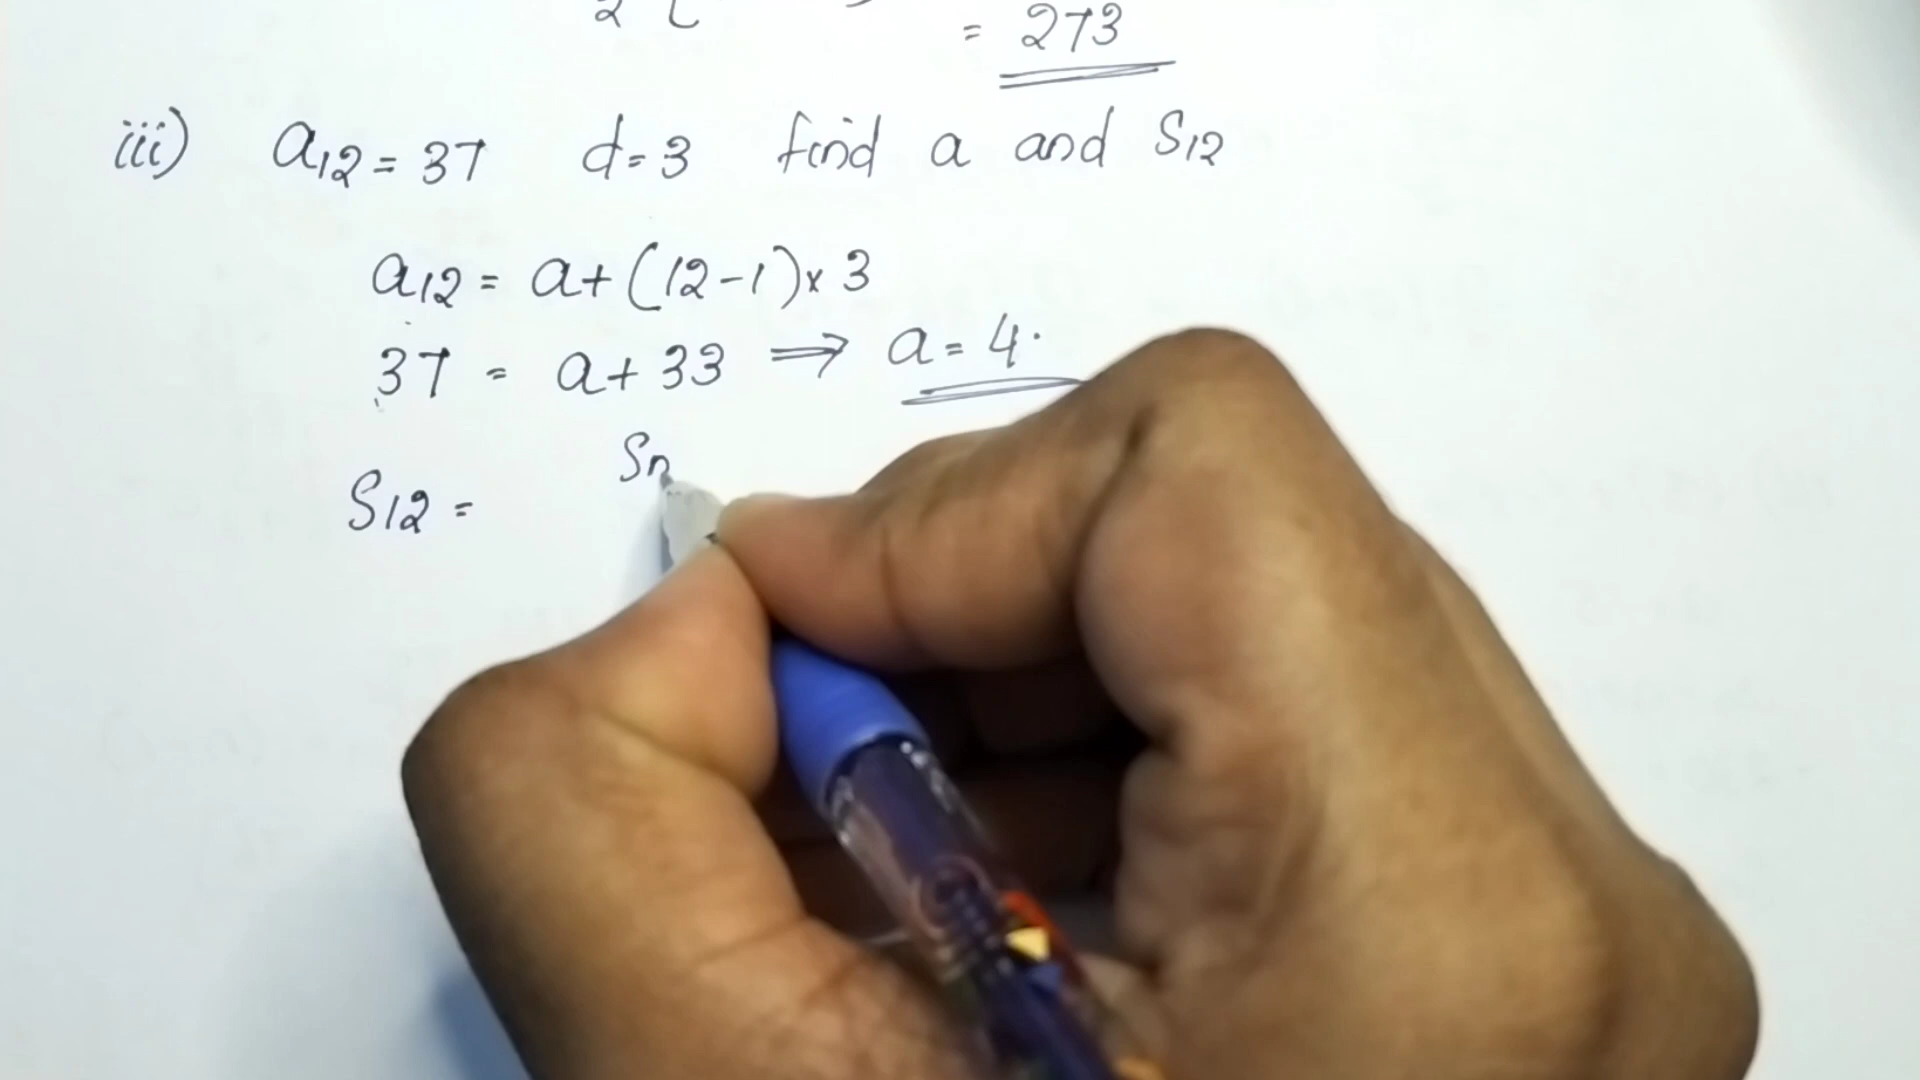 = 273
iii) a12 = 37 d=3 find a and S12
a12 = a+(12-1)x 3
37 = a+33 ⇒ a = 4.
Sn
S12 =